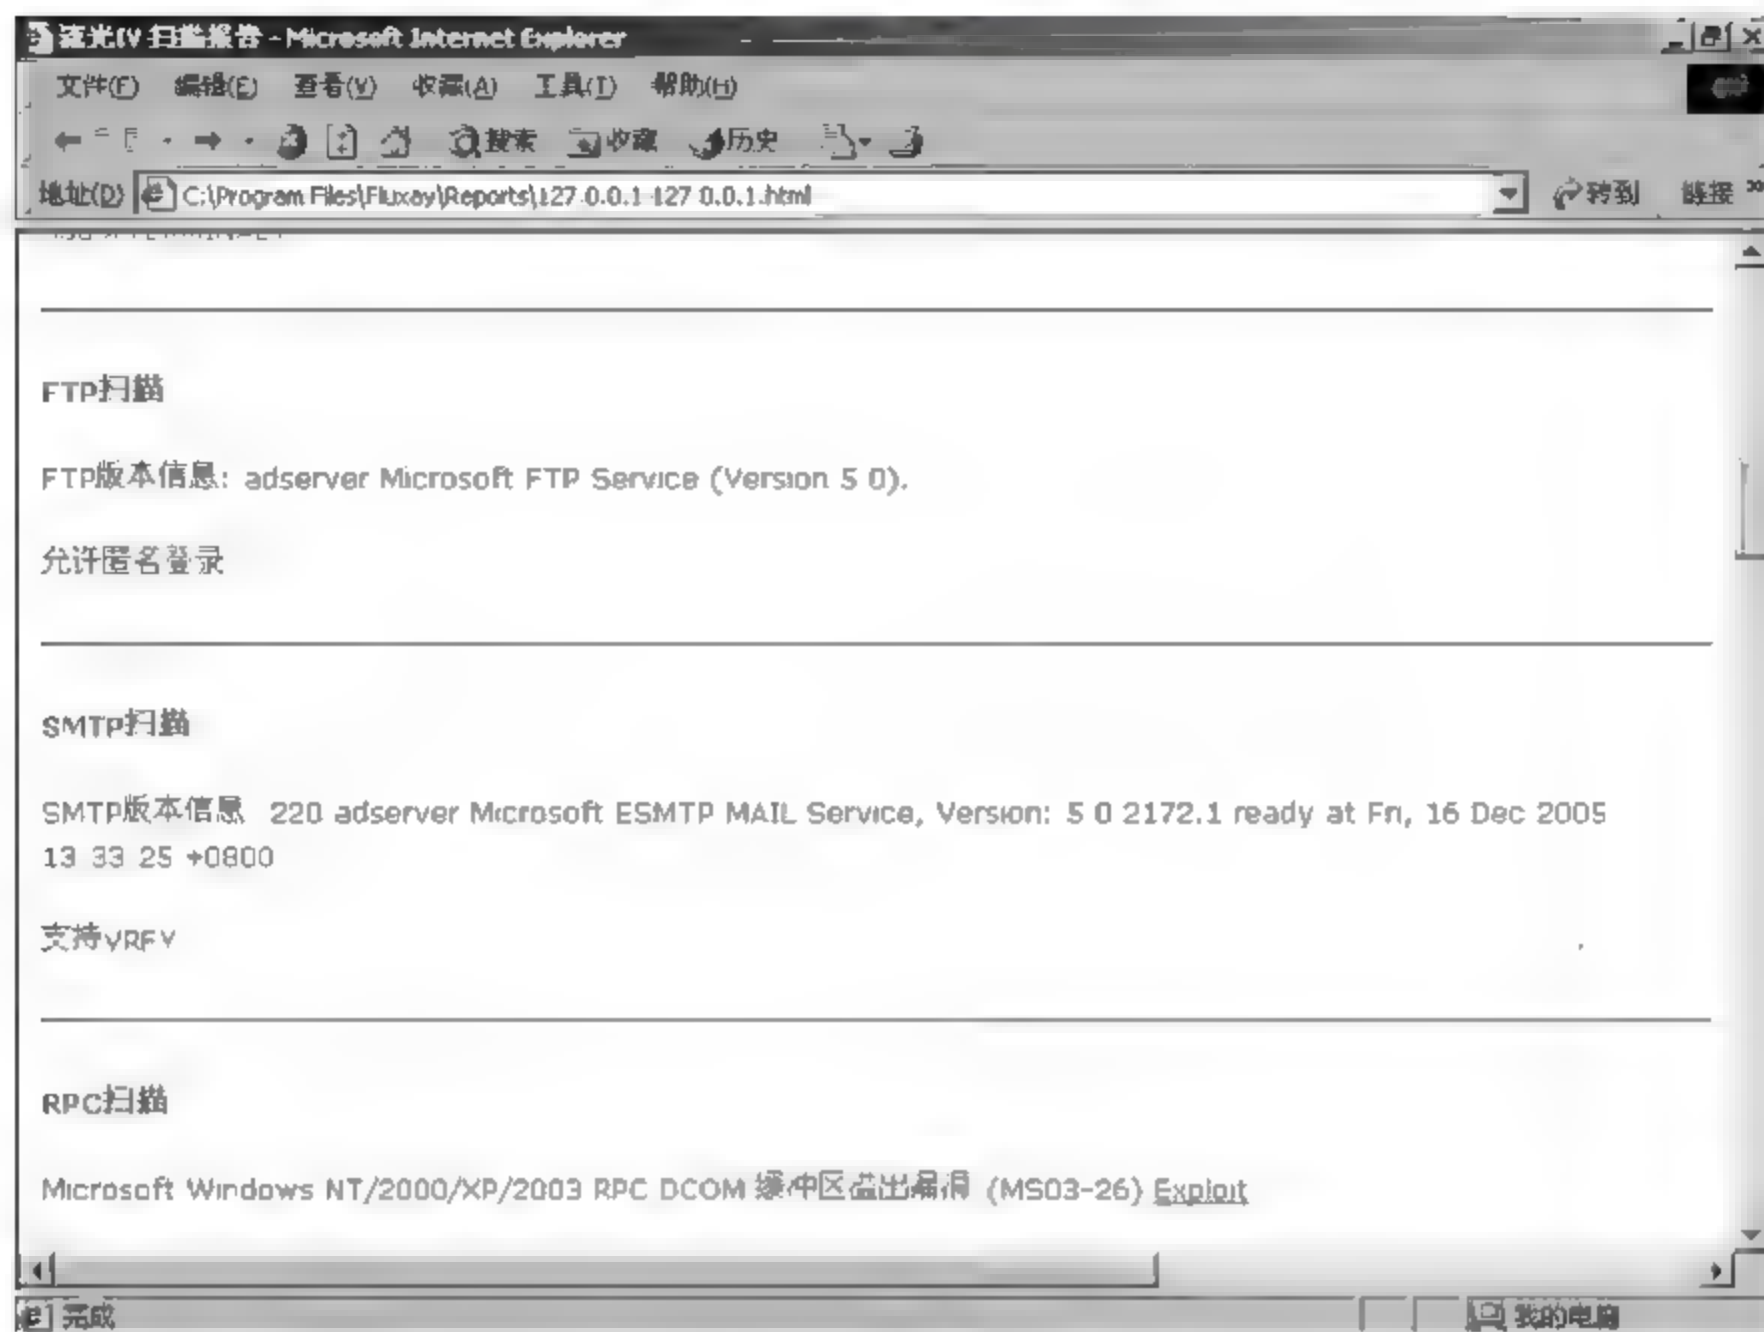 流光IV 扫描报告 - Microsoft Internet Explorer
文件(F) 编辑(E) 查看(V) 收藏(A) 工具(T) 帮助(H)
搜索 收藏 历史
地址(D) C:\Program Files\Fluxay\Reports\127.0.0.1-127.0.0.1.html 转到 链接 »
FTP扫描
FTP版本信息: adserver Microsoft FTP Service (Version 5 0).
允许匿名登录
SMTP扫描
SMTP版本信息 220 adserver Microsoft ESMTP MAIL Service, Version: 5 0 2172.1 ready at Fri, 16 Dec 2005
13 33 25 +0800
支持VRFY
RPC扫描
Microsoft Windows NT/2000/XP/2003 RPC DCOM 缓冲区溢出漏洞 (MS03-26) Exploit
完成 我的电脑